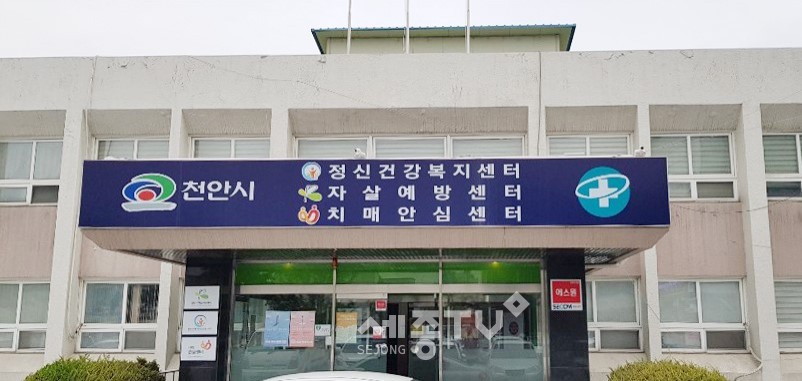 천안시
정신건강복지센터
자살예방센터
치매안심센터
에스원
SECOM
세종TV
SEJONG